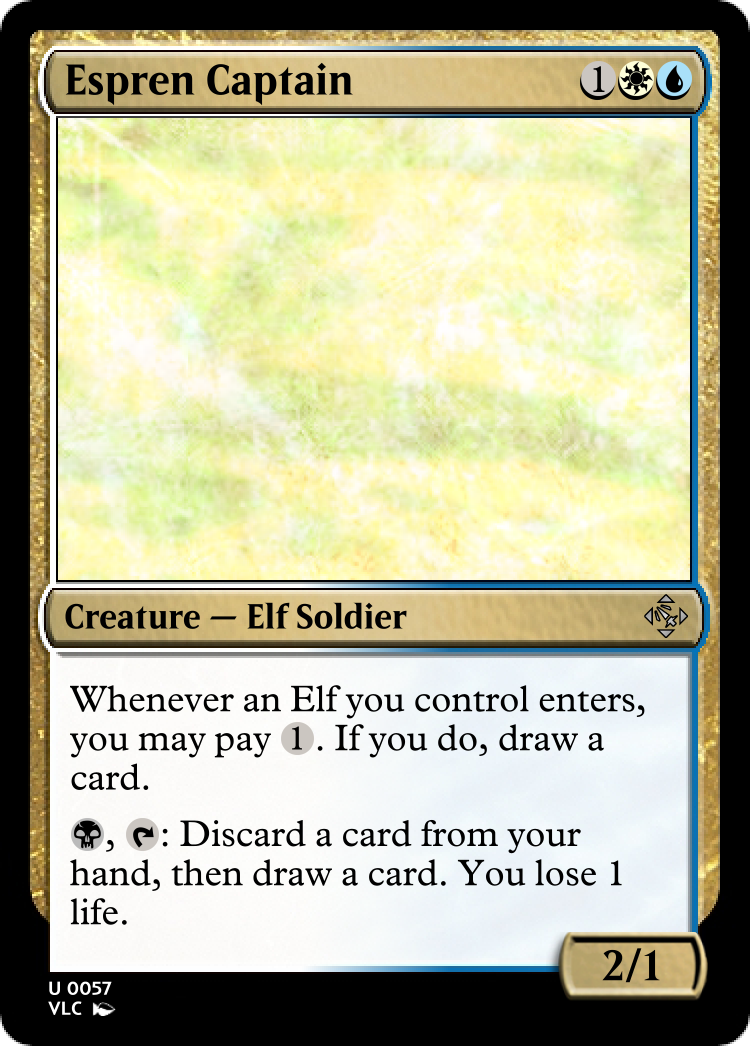 Espren Captain 1
Creature — Elf Soldier
Whenever an Elf you control enters,
you may pay 1. If you do, draw a
card.
, : Discard a card from your
hand, then draw a card. You lose 1
life.
2/1
U 0057
VLC